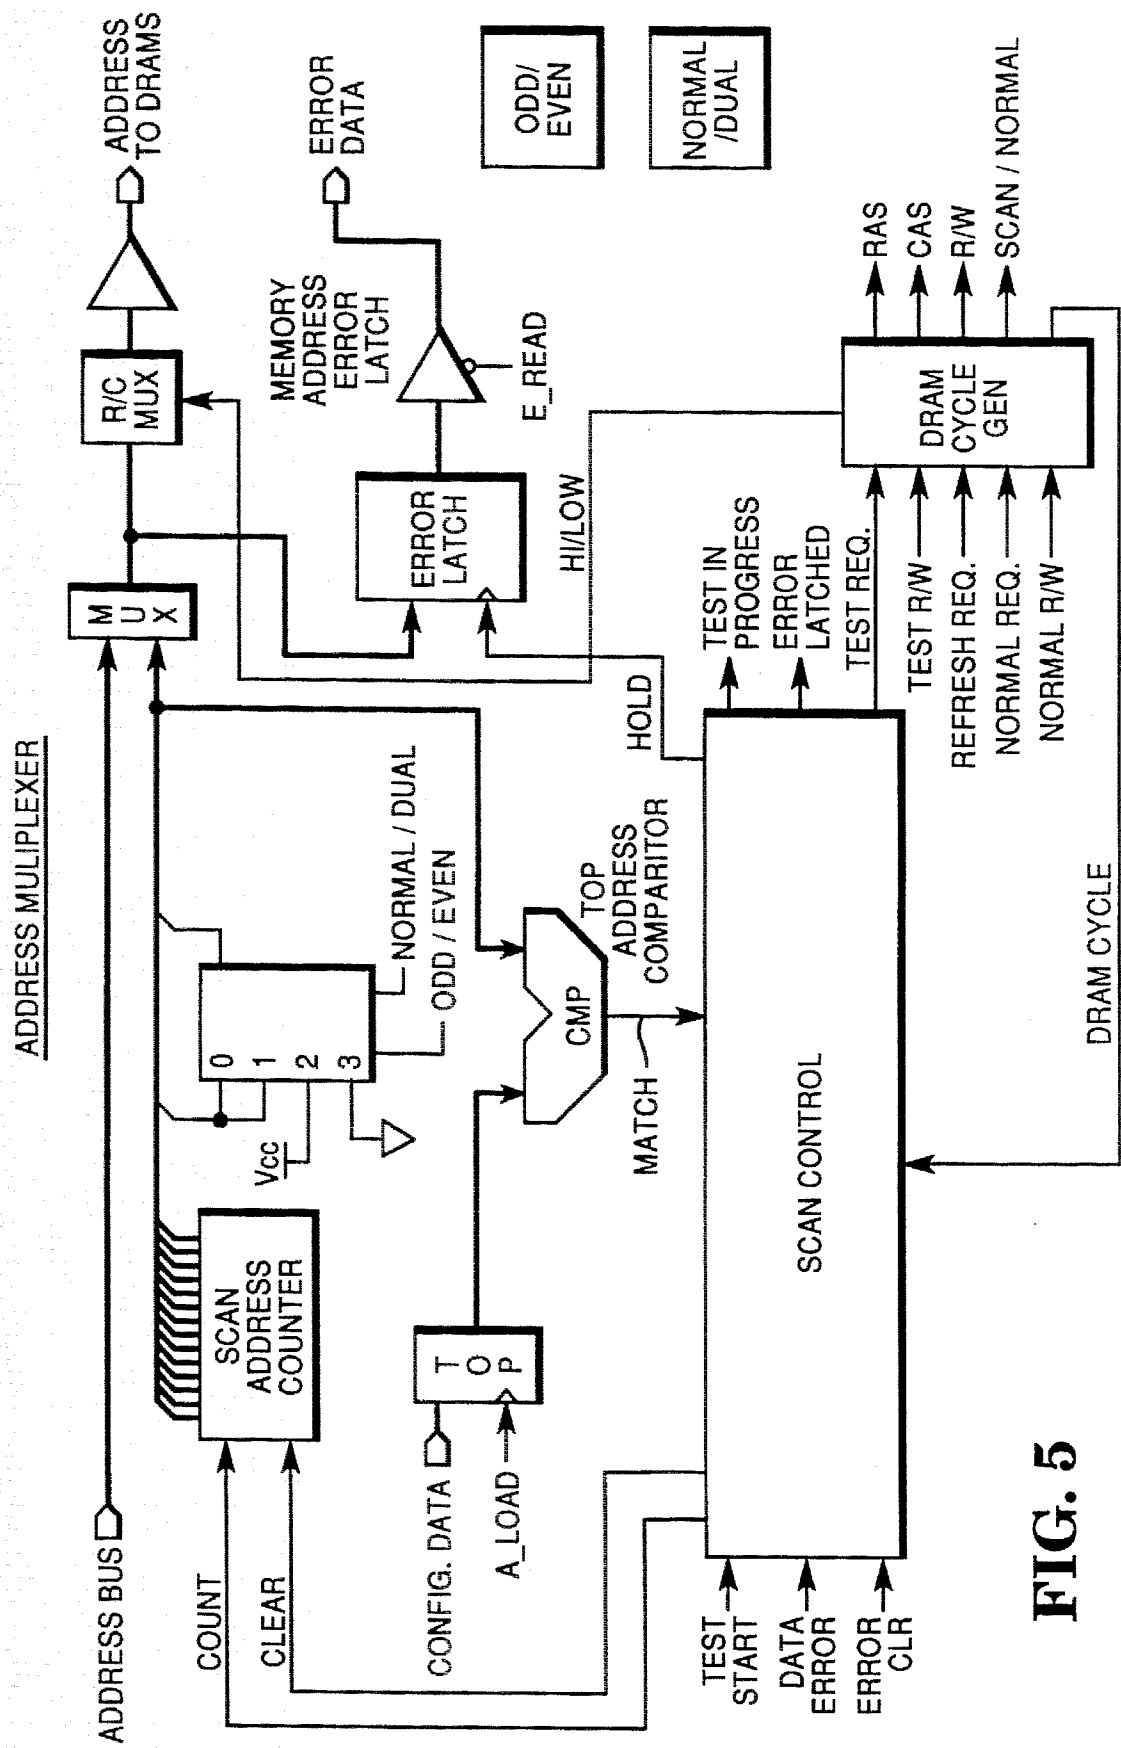 ADDRESS MULIPLEXER
ADDRESS BUS
M
U
X
R/C
MUX
ADDRESS
TO DRAMS
COUNT
CLEAR
SCAN
ADDRESS
COUNTER
Vcc
0
1
2
3
NORMAL / DUAL
ODD / EVEN
MEMORY
ADDRESS
ERROR
LATCH
ERROR
LATCH
E_READ
ERROR
DATA
CONFIG. DATA
A_LOAD
T
O
P
CMP
TOP
ADDRESS
COMPARITOR
MATCH
HOLD
HI/LOW
ODD/
EVEN
NORMAL
/DUAL
TEST
START
DATA
ERROR
ERROR
CLR
SCAN CONTROL
TEST IN
PROGRESS
ERROR
LATCHED
TEST REQ.
TEST R/W
REFRESH REQ.
NORMAL REQ.
NORMAL R/W
DRAM
CYCLE
GEN
RAS
CAS
R/W
SCAN / NORMAL
DRAM CYCLE
FIG. 5